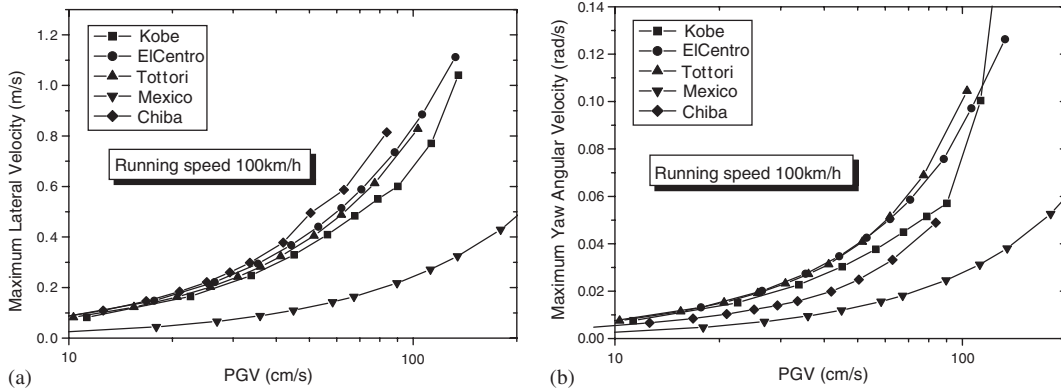 Maximum Lateral Velocity (m/s)
1.2
1.0
0.8
0.6
0.4
0.2
0.0
Kobe
ElCentro
Tottori
Mexico
Chiba
Running speed 100km/h
10
100
PGV (cm/s)
(a)
Maximum Yaw Angular Velocity (rad/s)
0.14
0.12
0.10
0.08
0.06
0.04
0.02
0.00
Kobe
ElCentro
Tottori
Mexico
Chiba
Running speed 100km/h
10
100
PGV (cm/s)
(b)